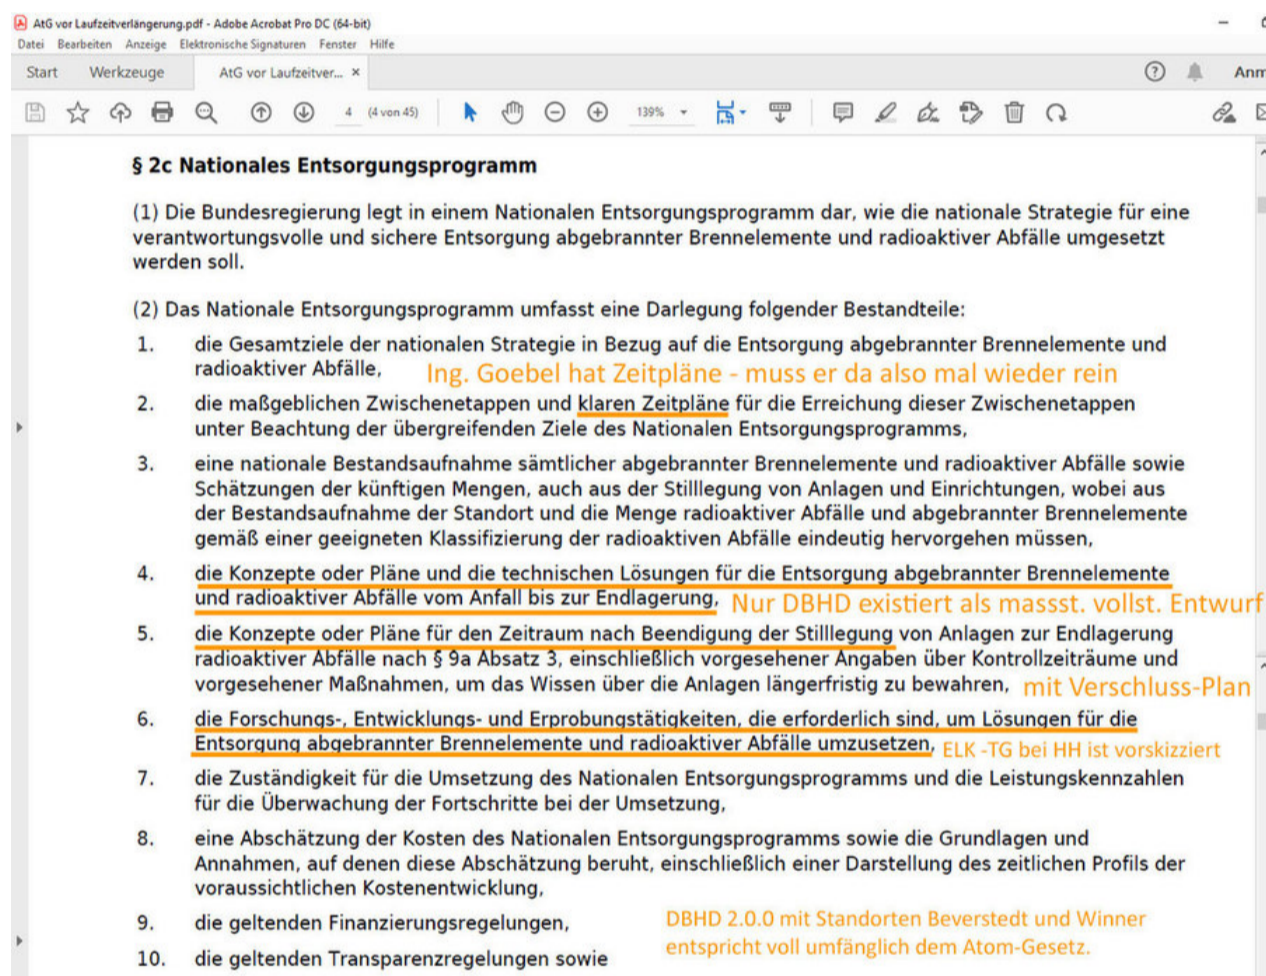 AtG vor Laufzeitverlängerung.pdf - Adobe Acrobat Pro DC (64-bit)
Datei Bearbeiten Anzeige Elektronische Signaturen Fenster Hilfe
Start Werkzeuge AtG vor Laufzeitver... ×
4 (4 von 45) 139%
§ 2c Nationales Entsorgungsprogramm
(1) Die Bundesregierung legt in einem Nationalen Entsorgungsprogramm dar, wie die nationale Strategie für eine
verantwortungsvolle und sichere Entsorgung abgebrannter Brennelemente und radioaktiver Abfälle umgesetzt
werden soll.
(2) Das Nationale Entsorgungsprogramm umfasst eine Darlegung folgender Bestandteile:
1. die Gesamtziele der nationalen Strategie in Bezug auf die Entsorgung abgebrannter Brennelemente und
radioaktiver Abfälle, Ing. Goebel hat Zeitpläne - muss er da also mal wieder rein
2. die maßgeblichen Zwischenetappen und klaren Zeitpläne für die Erreichung dieser Zwischenetappen
unter Beachtung der übergreifenden Ziele des Nationalen Entsorgungsprogramms,
3. eine nationale Bestandsaufnahme sämtlicher abgebrannter Brennelemente und radioaktiver Abfälle sowie
Schätzungen der künftigen Mengen, auch aus der Stilllegung von Anlagen und Einrichtungen, wobei aus
der Bestandsaufnahme der Standort und die Menge radioaktiver Abfälle und abgebrannter Brennelemente
gemäß einer geeigneten Klassifizierung der radioaktiven Abfälle eindeutig hervorgehen müssen,
4. die Konzepte oder Pläne und die technischen Lösungen für die Entsorgung abgebrannter Brennelemente
und radioaktiver Abfälle vom Anfall bis zur Endlagerung, Nur DBHD existiert als massst. vollst. Entwurf
5. die Konzepte oder Pläne für den Zeitraum nach Beendigung der Stilllegung von Anlagen zur Endlagerung
radioaktiver Abfälle nach § 9a Absatz 3, einschließlich vorgesehener Angaben über Kontrollzeiträume und
vorgesehener Maßnahmen, um das Wissen über die Anlagen längerfristig zu bewahren, mit Verschluss-Plan
6. die Forschungs-, Entwicklungs- und Erprobungstätigkeiten, die erforderlich sind, um Lösungen für die
Entsorgung abgebrannter Brennelemente und radioaktiver Abfälle umzusetzen, ELK -TG bei HH ist vorskizziert
7. die Zuständigkeit für die Umsetzung des Nationalen Entsorgungsprogramms und die Leistungskennzahlen
für die Überwachung der Fortschritte bei der Umsetzung,
8. eine Abschätzung der Kosten des Nationalen Entsorgungsprogramms sowie die Grundlagen und
Annahmen, auf denen diese Abschätzung beruht, einschließlich einer Darstellung des zeitlichen Profils der
voraussichtlichen Kostenentwicklung,
9. die geltenden Finanzierungsregelungen, DBHD 2.0.0 mit Standorten Beverstedt und Winner
entspricht voll umfänglich dem Atom-Gesetz.
10. die geltenden Transparenzregelungen sowie